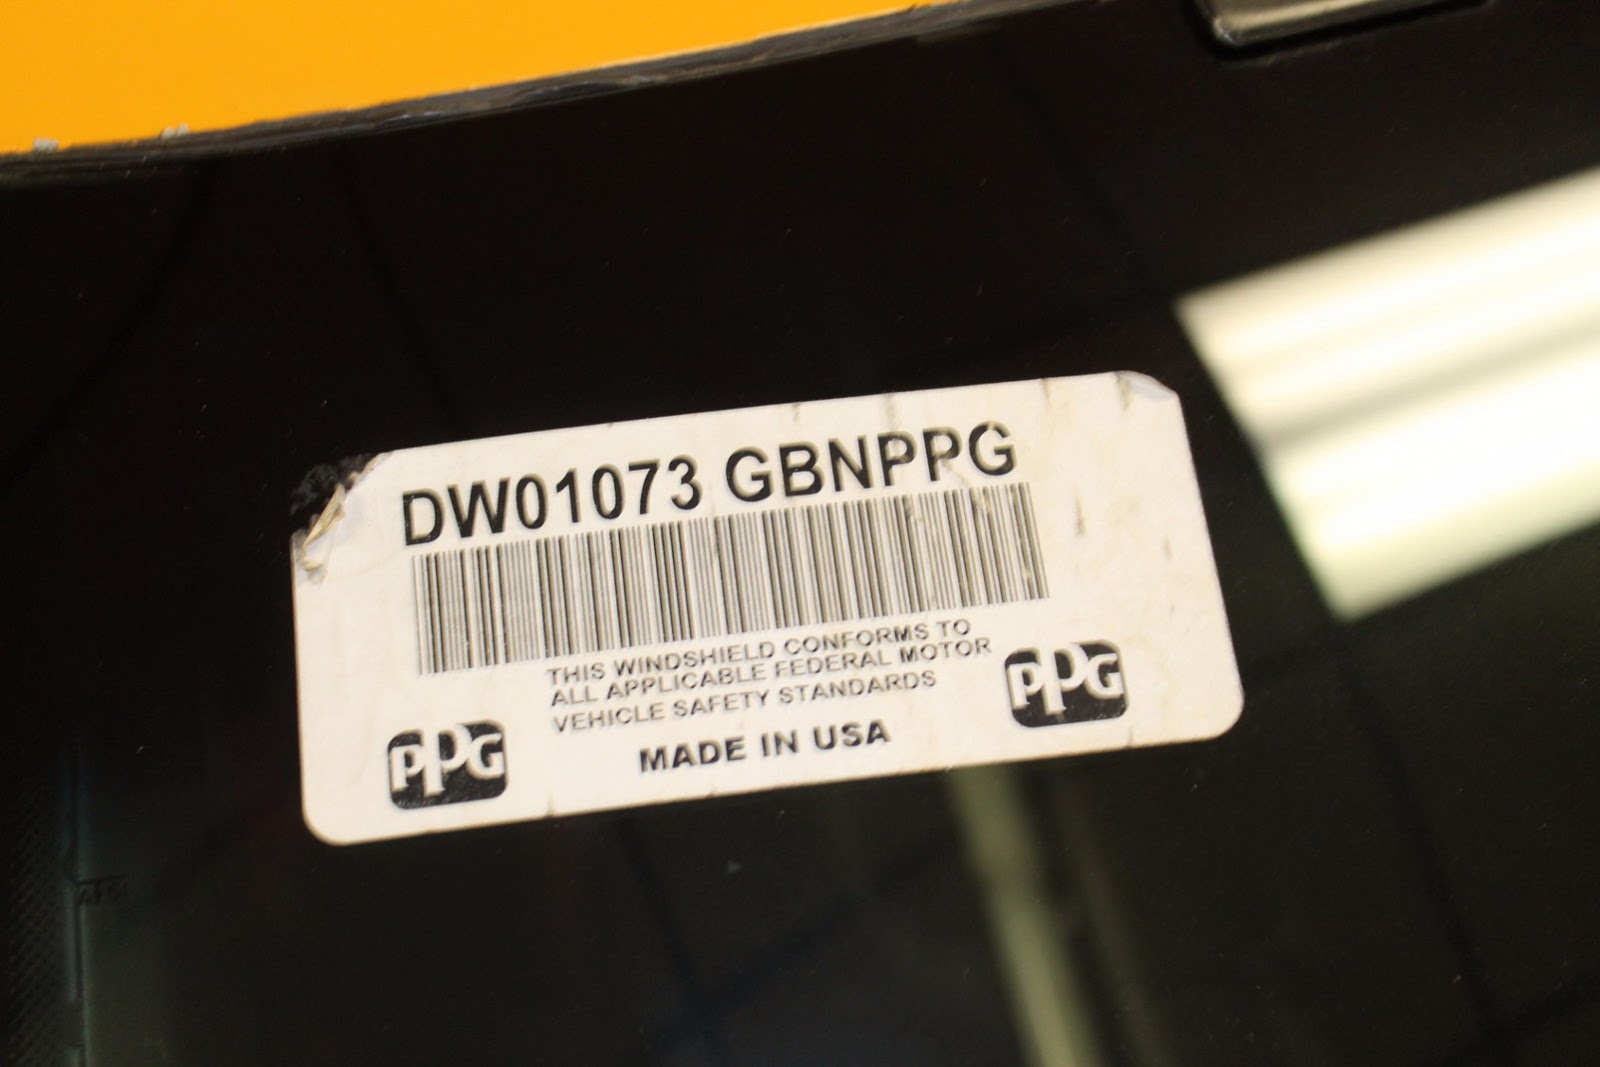 DW01073 GBNPPG
THIS WINDSHIELD CONFORMS TO
ALL APPLICABLE FEDERAL MOTOR
VEHICLE SAFETY STANDARDS
MADE IN USA
PPG
PPG